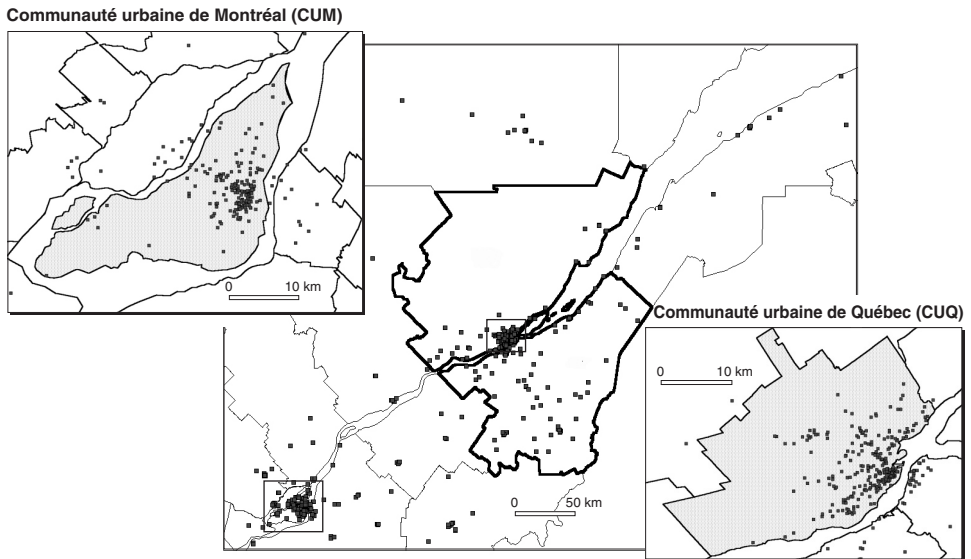 Communauté urbaine de Montréal (CUM)
0 10 km
Communauté urbaine de Québec (CUQ)
0 10 km
0 50 km